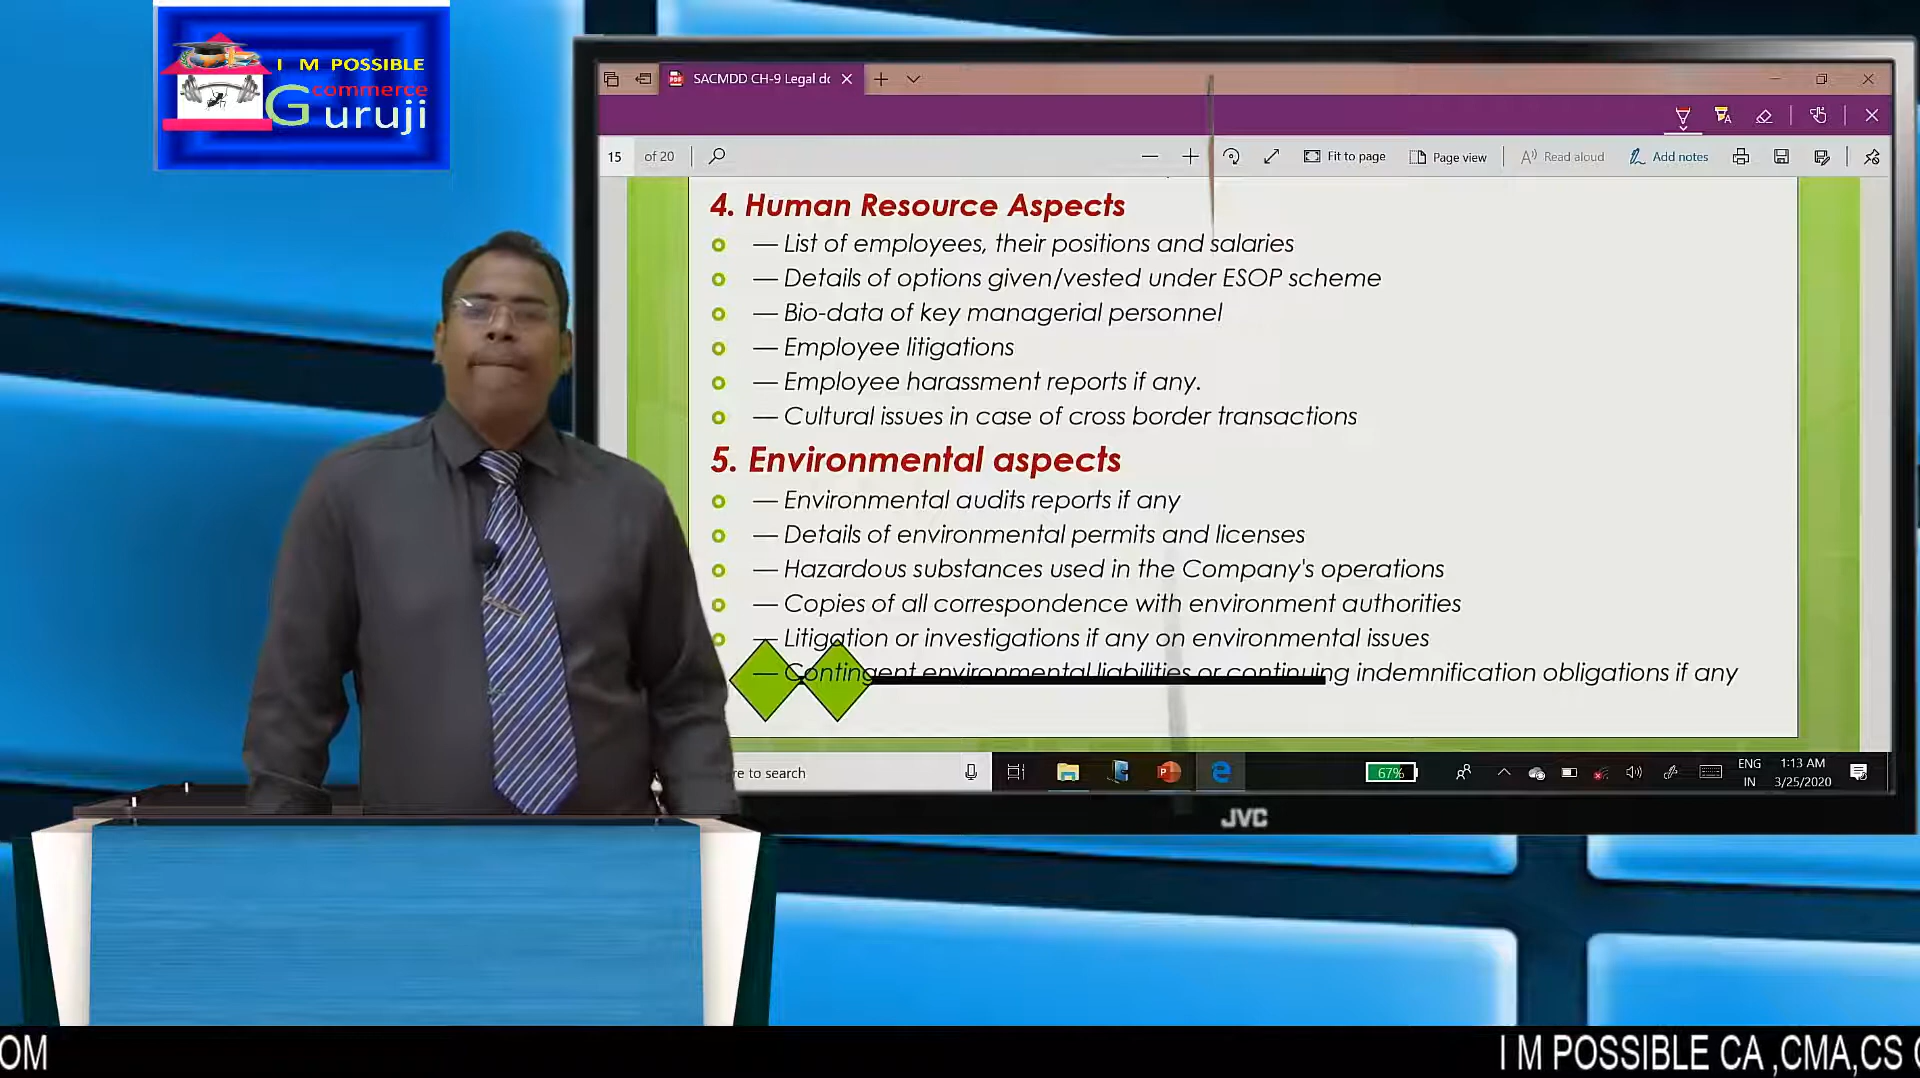 I M POSSIBLE
commerce
Guruji
SACMDD CH-9 Legal dc
15 of 20
Fit to page
Page view
Read aloud
Add notes
4. Human Resource Aspects
— List of employees, their positions and salaries
— Details of options given/vested under ESOP scheme
— Bio-data of key managerial personnel
— Employee litigations
— Employee harassment reports if any.
— Cultural issues in case of cross border transactions
5. Environmental aspects
— Environmental audits reports if any
— Details of environmental permits and licenses
— Hazardous substances used in the Company's operations
— Copies of all correspondence with environment authorities
— Litigation or investigations if any on environmental issues
— Contingent environmental liabilities or continuing indemnification obligations if any
re to search
67%
ENG
IN
1:13 AM
3/25/2020
JVC
OM
I M POSSIBLE CA ,CMA,CS